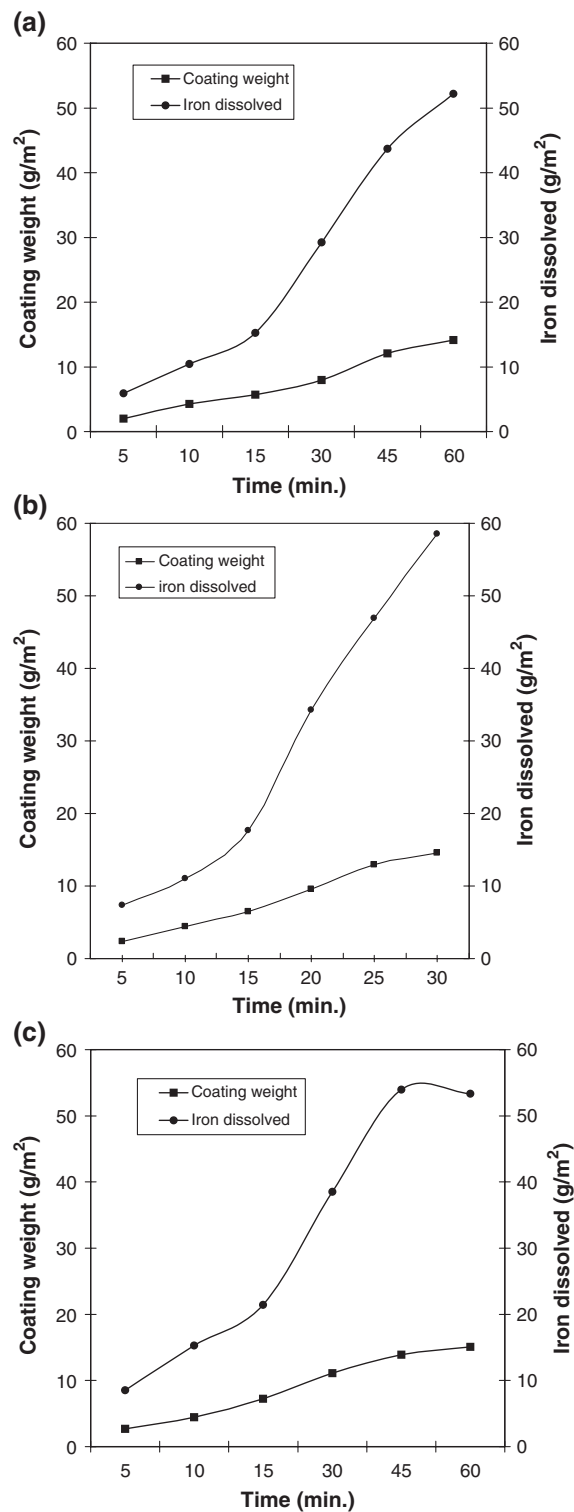 (a)
60 60
Coating weight
Iron dissolved
50 50
40 40
30 30
20 20
10 10
0 0
Coating weight (g/m²)
Iron dissolved (g/m²)
5 10 15 30 45 60
Time (min.)
(b)
60 60
Coating weight
iron dissolved
50 50
40 40
30 30
20 20
10 10
0 0
Coating weight (g/m²)
Iron dissolved (g/m²)
5 10 15 20 25 30
Time (min.)
(c)
60 60
Coating weight
Iron dissolved
50 50
40 40
30 30
20 20
10 10
0 0
Coating weight (g/m²)
Iron dissolved (g/m²)
5 10 15 30 45 60
Time (min.)